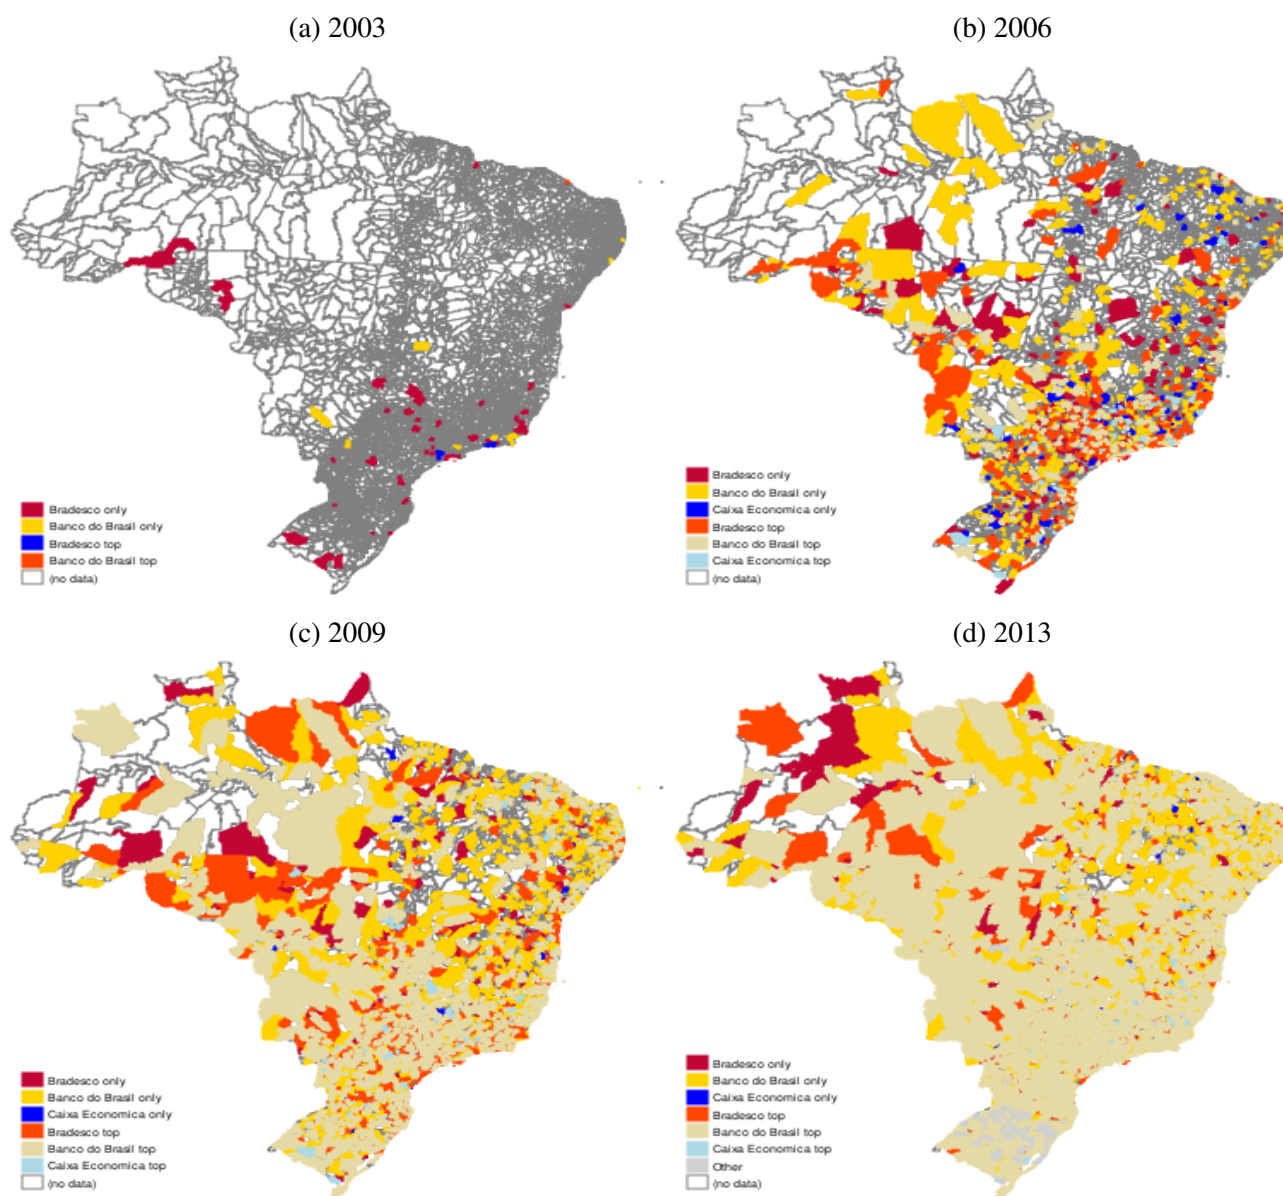 (a) 2003
Bradesco only
Banco do Brasil only
Bradesco top
Banco do Brasil top
(no data)
(b) 2006
Bradesco only
Banco do Brasil only
Caixa Economica only
Bradesco top
Banco do Brasil top
Caixa Economica top
(no data)
(c) 2009
Bradesco only
Banco do Brasil only
Caixa Economica only
Bradesco top
Banco do Brasil top
Caixa Economica top
(no data)
(d) 2013
Bradesco only
Banco do Brasil only
Caixa Economica only
Bradesco top
Banco do Brasil top
Caixa Economica top
Other
(no data)